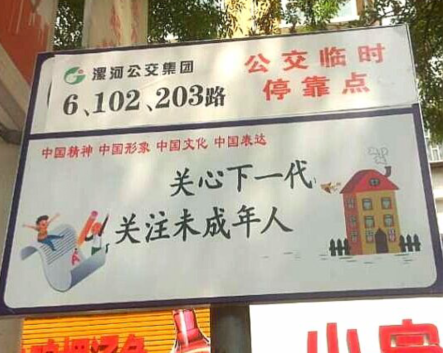 漯河公交集团
6、102、203路
公交临时
停靠点
中国精神 中国形象 中国文化 中国表达
关心下一代
关注未成年人